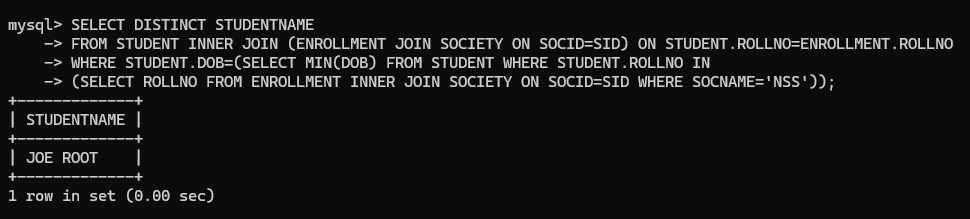 mysql> SELECT DISTINCT STUDENTNAME
    -> FROM STUDENT INNER JOIN (ENROLLMENT JOIN SOCIETY ON SOCID=SID) ON STUDENT.ROLLNO=ENROLLMENT.ROLLNO
    -> WHERE STUDENT.DOB=(SELECT MIN(DOB) FROM STUDENT WHERE STUDENT.ROLLNO IN
    -> (SELECT ROLLNO FROM ENROLLMENT INNER JOIN SOCIETY ON SOCID=SID WHERE SOCNAME='NSS'));
+-------------+
| STUDENTNAME |
+-------------+
| JOE ROOT    |
+-------------+
1 row in set (0.00 sec)